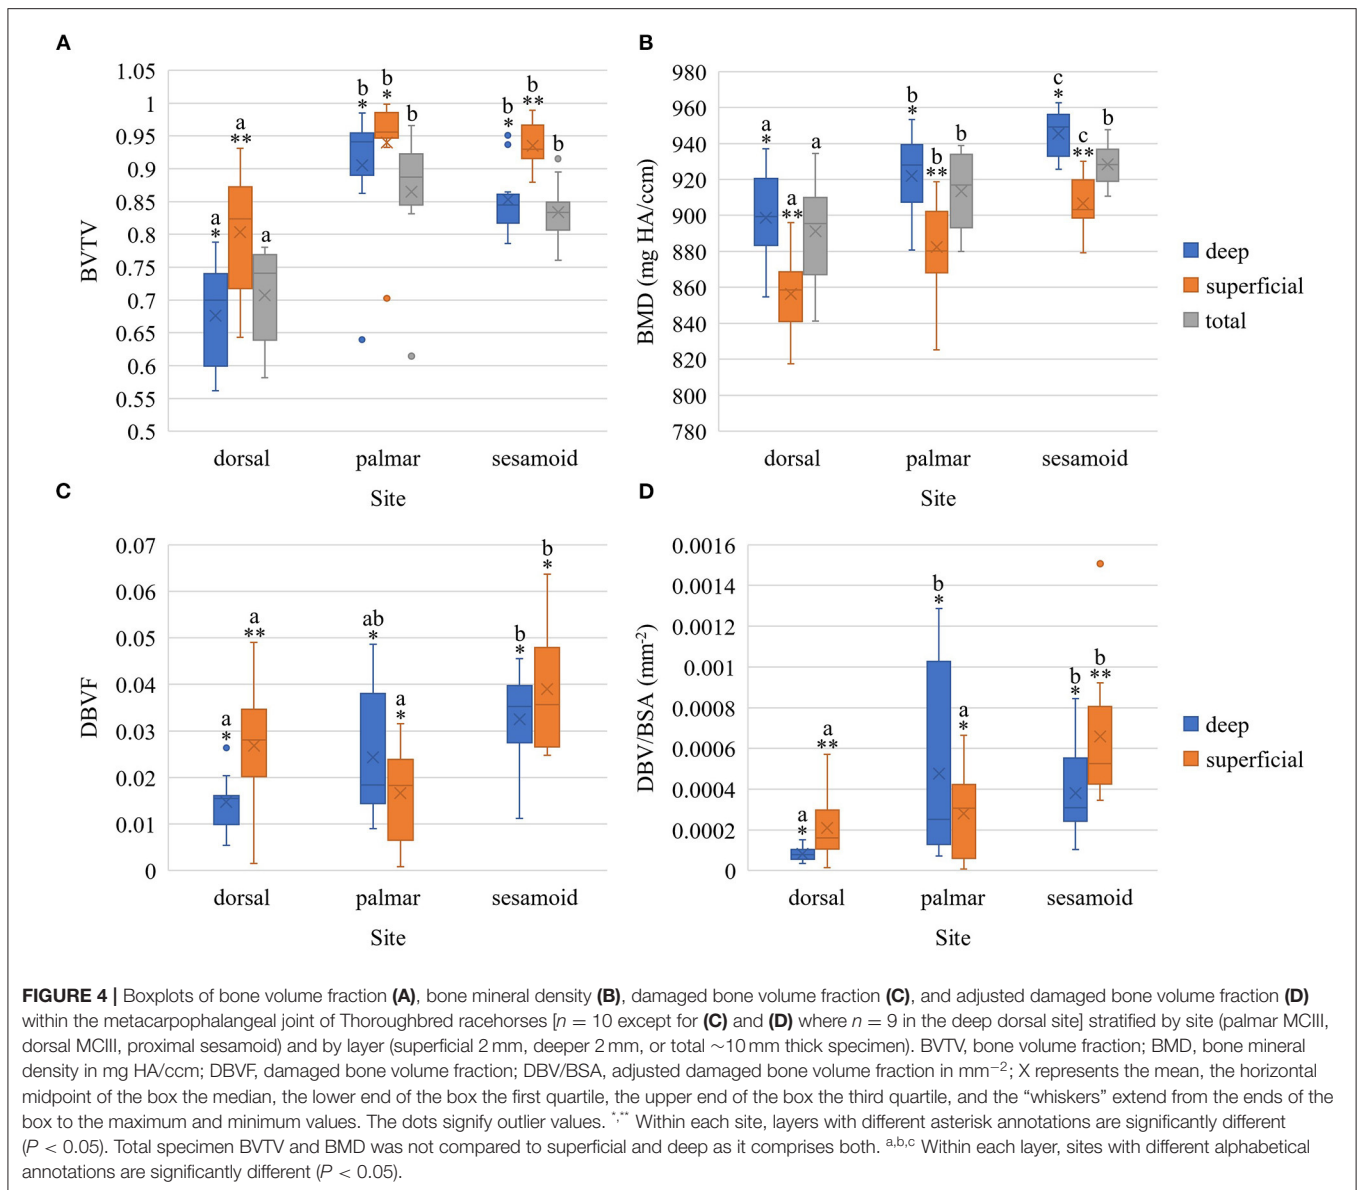 A
BVTV
1.05
1
0.95
0.9
0.85
0.8
0.75
0.7
0.65
0.6
0.55
0.5
a
*
a
**
a
b
*
b
*
b
b
*
b
**
b
dorsal palmar sesamoid
Site
B
BMD (mg HA/ccm)
980
960
940
920
900
880
860
840
820
800
780
a
*
a
**
a
b
*
b
**
b
c
*
c
**
b
dorsal palmar sesamoid
Site
deep
superficial
total
C
DBVF
0.07
0.06
0.05
0.04
0.03
0.02
0.01
0
a
*
a
**
ab
*
a
*
b
*
b
*
dorsal palmar sesamoid
Site
D
DBV/BSA (mm-2)
0.0016
0.0014
0.0012
0.001
0.0008
0.0006
0.0004
0.0002
0
a
*
a
**
b
*
a
*
b
*
b
**
dorsal palmar sesamoid
Site
deep
superficial
FIGURE 4 | Boxplots of bone volume fraction (A), bone mineral density (B), damaged bone volume fraction (C), and adjusted damaged bone volume fraction (D)
within the metacarpophalangeal joint of Thoroughbred racehorses [n = 10 except for (C) and (D) where n = 9 in the deep dorsal site] stratified by site (palmar MCIII,
dorsal MCIII, proximal sesamoid) and by layer (superficial 2 mm, deeper 2 mm, or total ~10 mm thick specimen). BVTV, bone volume fraction; BMD, bone mineral
density in mg HA/ccm; DBVF, damaged bone volume fraction; DBV/BSA, adjusted damaged bone volume fraction in mm−2; X represents the mean, the horizontal
midpoint of the box the median, the lower end of the box the first quartile, the upper end of the box the third quartile, and the “whiskers” extend from the ends of the
box to the maximum and minimum values. The dots signify outlier values. *,** Within each site, layers with different asterisk annotations are significantly different
(P < 0.05). Total specimen BVTV and BMD was not compared to superficial and deep as it comprises both. a,b,c Within each layer, sites with different alphabetical
annotations are significantly different (P < 0.05).